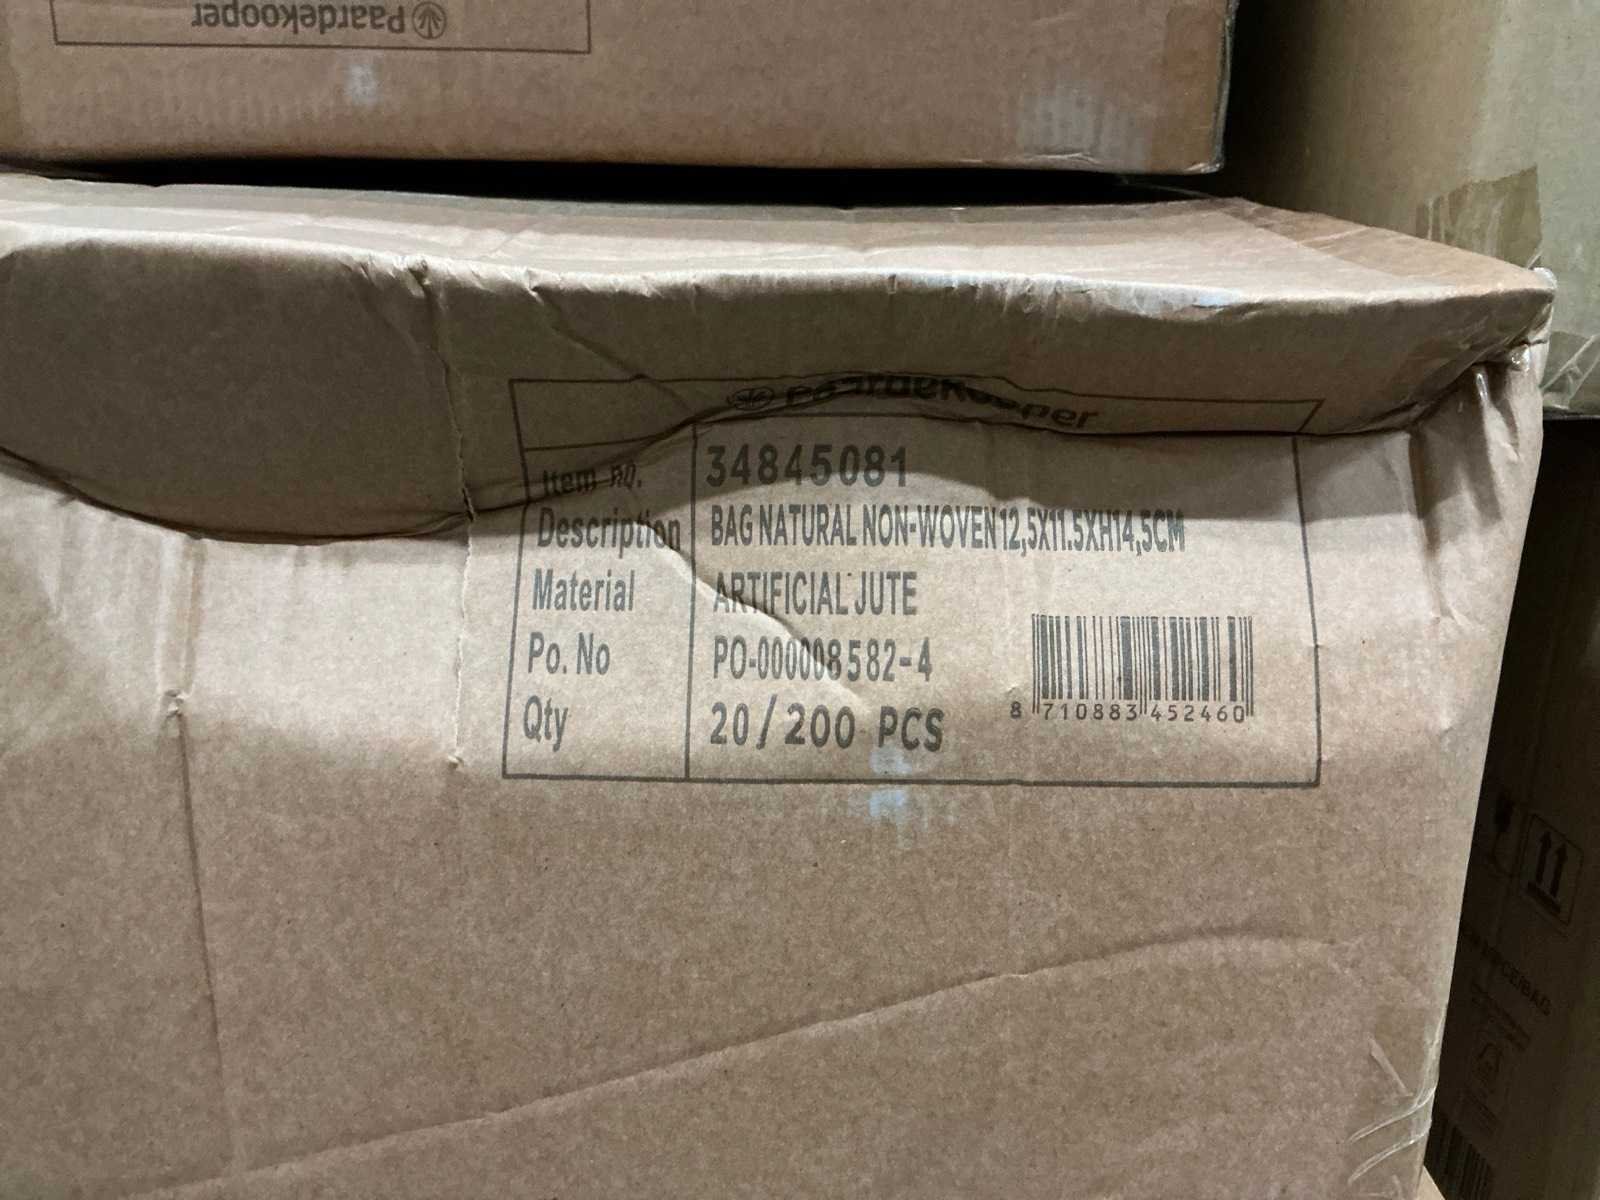 Paardekooper
Paardekooper
Item no. 34845081
Description BAG NATURAL NON-WOVEN 12,5X11.5XH14,5CM
Material ARTIFICIAL JUTE
Po. No PO-000008582-4
Qty 20/200 PCS
8 710883 452460